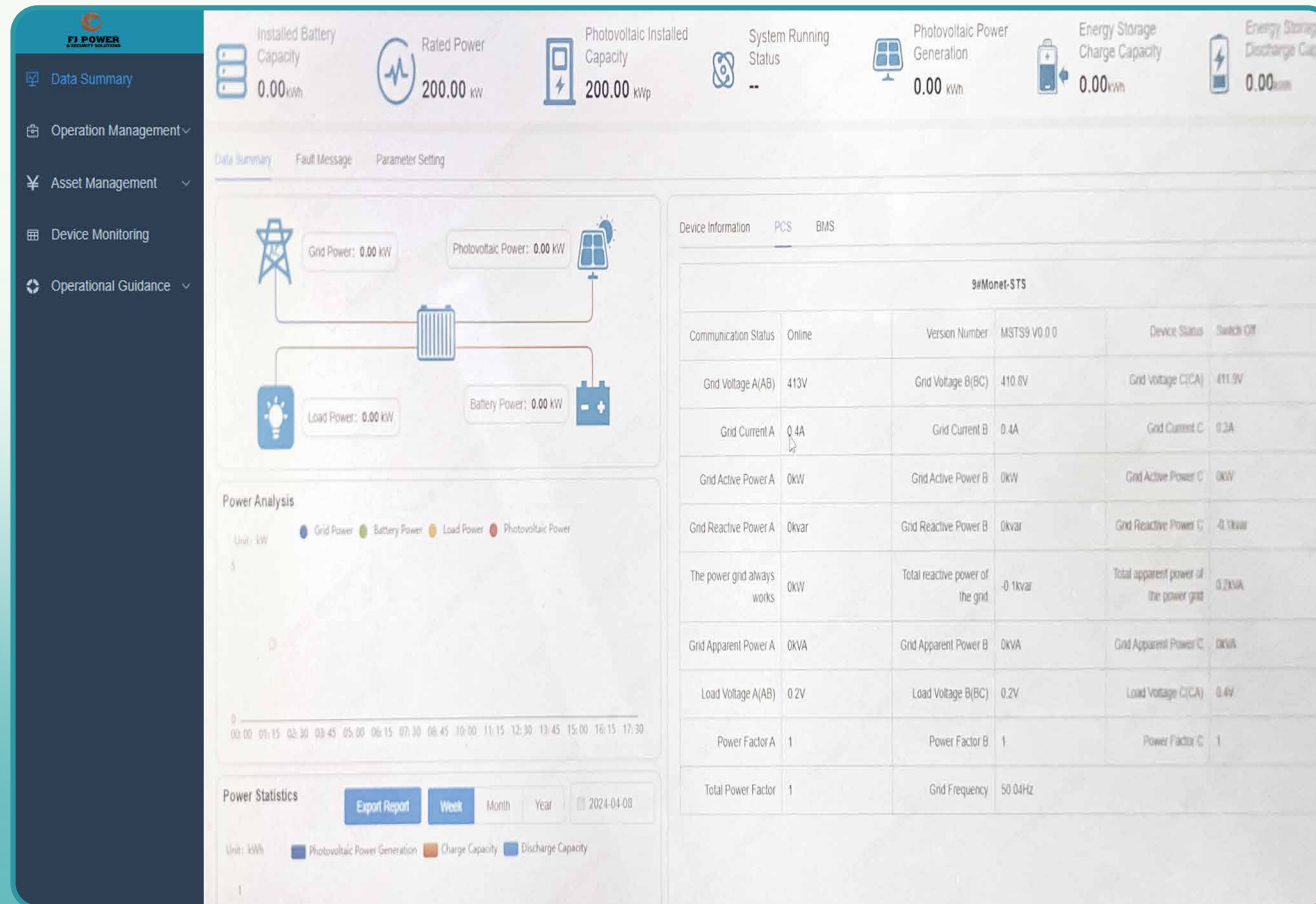 FJ POWER
& SECURITY SOLUTIONS
Data Summary
Operation Management
Asset Management
Device Monitoring
Operational Guidance
Installed Battery
Capacity
0.00kWh
Rated Power
200.00 kW
Photovoltaic Installed
Capacity
200.00 kWp
System Running
Status
--
Photovoltaic Power
Generation
0.00 kWh
Energy Storage
Charge Capacity
0.00kWh
Energy Storag
Discharge Ca
0.00kWh
Data Summary Fault Message Parameter Setting
Grid Power: 0.00 kW
Photovoltaic Power: 0.00 kW
Load Power: 0.00 kW
Battery Power: 0.00 kW
Power Analysis
Grid Power Battery Power Load Power Photovoltaic Power
Unit: kW
5
0
00:00 01:15 02:30 03:45 05:00 06:15 07:30 08:45 10:00 11:15 12:30 13:45 15:00 16:15 17:30
Power Statistics
Export Report Week Month Year 2024-04-08
Unit: kWh Photovoltaic Power Generation Charge Capacity Discharge Capacity
1
Device Information PCS BMS
9#Monet-STS
Communication Status Online Version Number MSTS9 V0.0.0 Device Status Switch Off
Grid Voltage A(AB) 413V Grid Voltage B(BC) 410.8V Grid Voltage C(CA) 411.9V
Grid Current A 0.4A Grid Current B 0.4A Grid Current C
Grid Active Power A 0kW Grid Active Power B 0kW Grid Active Power C 0kW
Grid Reactive Power A 0kvar Grid Reactive Power B 0kvar Grid Reactive Power C -0.1kvar
The power grid always
works 0kW
Total reactive power of
the grid -0.1kvar
Total apparent power of
the power grid 0.2kVA
Grid Apparent Power A 0kVA Grid Apparent Power B 0kVA Grid Apparent Power C 0kVA
Load Voltage A(AB) 0.2V Load Voltage B(BC) 0.2V Load Voltage C(CA) 0.4V
Power Factor A 1 Power Factor B 1 Power Factor C 1
Total Power Factor 1 Grid Frequency 50.04Hz